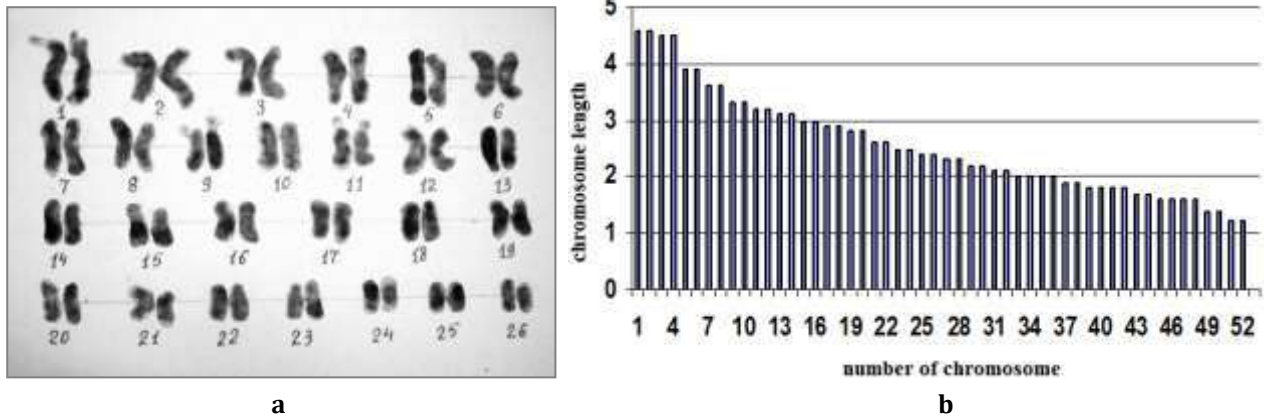 1 2 3 4 5 6
7 8 9 10 11 12 13
14 15 16 17 18 19
20 21 22 23 24 25 26
a
5
4
3
2
1
0
chromosome length
1 4 7 10 13 16 19 22 25 28 31 34 37 40 43 46 49 52
number of chromosome
b